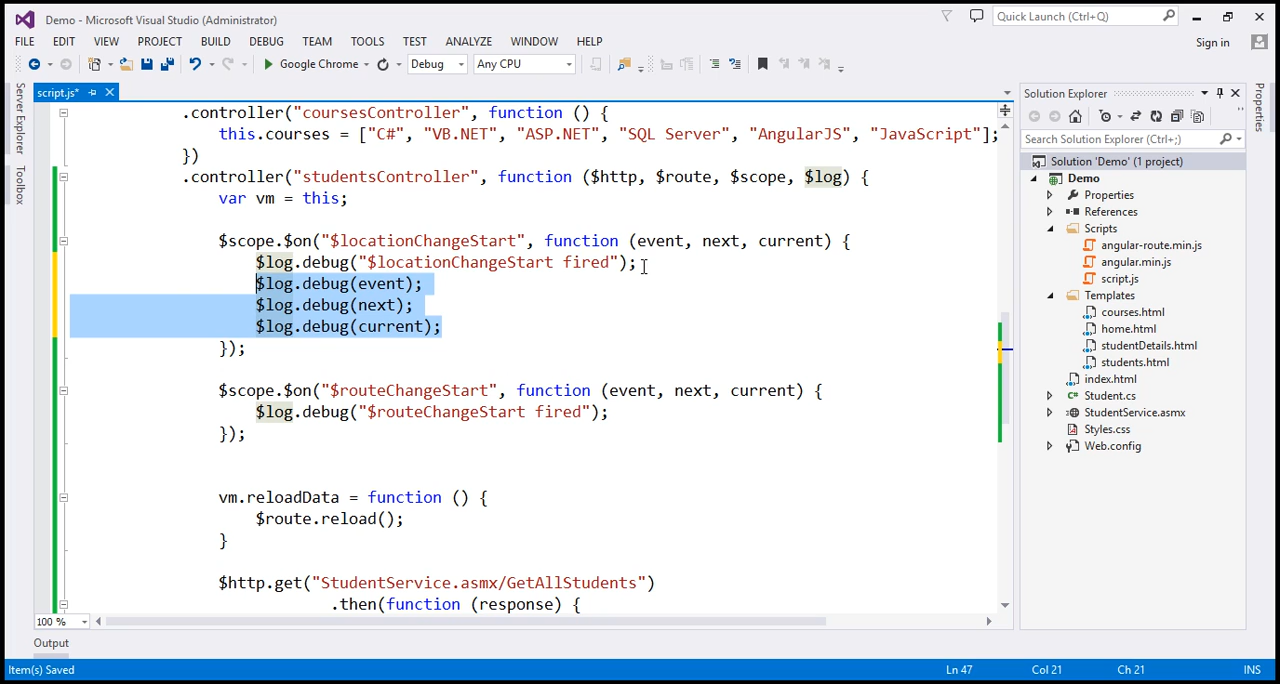 Demo - Microsoft Visual Studio (Administrator)
Quick Launch (Ctrl+Q)
FILE EDIT VIEW PROJECT BUILD DEBUG TEAM TOOLS TEST ANALYZE WINDOW HELP
Sign in
Google Chrome
Debug
Any CPU
Server Explorer
Toolbox
script.js*
.controller("coursesController", function () {
this.courses = ["C#", "VB.NET", "ASP.NET", "SQL Server", "AngularJS", "JavaScript"];
})
.controller("studentsController", function ($http, $route, $scope, $log) {
var vm = this;
$scope.$on("$locationChangeStart", function (event, next, current) {
$log.debug("$locationChangeStart fired");
$log.debug(event);
$log.debug(next);
$log.debug(current);
});
$scope.$on("$routeChangeStart", function (event, next, current) {
$log.debug("$routeChangeStart fired");
});
vm.reloadData = function () {
$route.reload();
}
$http.get("StudentService.asmx/GetAllStudents")
.then(function (response) {
100 %
Output
Solution Explorer
Search Solution Explorer (Ctrl+;)
Solution 'Demo' (1 project)
Demo
Properties
References
Scripts
angular-route.min.js
angular.min.js
script.js
Templates
courses.html
home.html
studentDetails.html
students.html
index.html
Student.cs
StudentService.asmx
Styles.css
Web.config
Properties
Item(s) Saved
Ln 47
Col 21
Ch 21
INS